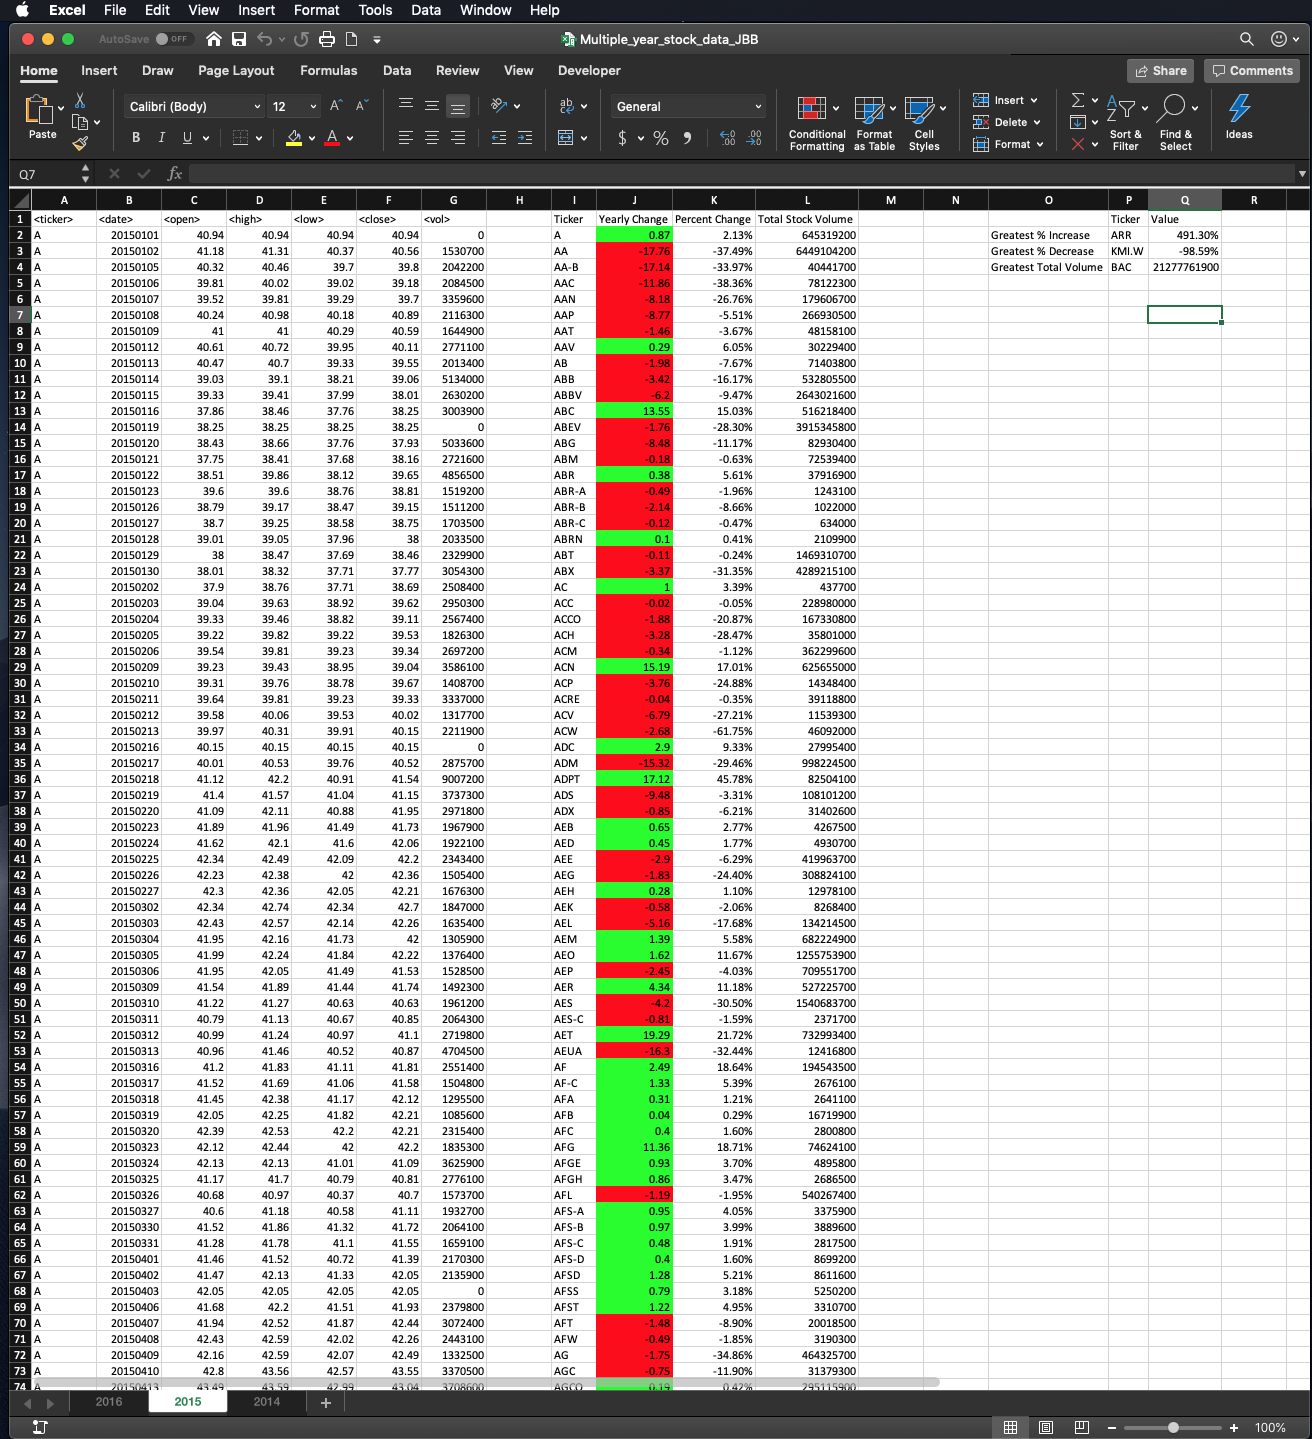 Excel File Edit View Insert Format Tools Data Window Help
AutoSave OFF Multiple_year_stock_data_JBB
Home Insert Draw Page Layout Formulas Data Review View Developer Share Comments
Calibri (Body) 12 General Insert
Delete
Paste B I U Conditional Formatting Format as Table Cell Styles Format Sort & Filter Find & Select Ideas
Q7 fx
A B C D E F G H I J K L M N O P Q R
1 <ticker> <date> <open> <high> <low> <close> <vol> Ticker Yearly Change Percent Change Total Stock Volume Ticker Value
2 A 20150101 40.94 40.94 40.94 40.94 0 A 0.87 2.13% 645319200 Greatest % Increase ARR 491.30%
3 A 20150102 41.18 41.31 40.37 40.56 1530700 AA -17.76 -37.49% 6449104200 Greatest % Decrease KMI.W -98.59%
4 A 20150105 40.32 40.46 39.7 39.8 2042200 AA-B -17.14 -33.97% 40441700 Greatest Total Volume BAC 21277761900
5 A 20150106 39.81 40.02 39.02 39.18 2084500 AAC -11.86 -38.36% 78122300
6 A 20150107 39.52 39.81 39.29 39.7 3359600 AAN -8.18 -26.76% 179606700
7 A 20150108 40.24 40.98 40.18 40.89 2116300 AAP -8.77 -5.51% 266930500
8 A 20150109 41 41 40.29 40.59 1644900 AAT -1.46 -3.67% 48158100
9 A 20150112 40.61 40.72 39.95 40.11 2771100 AAV 0.29 6.05% 30229400
10 A 20150113 40.47 40.7 39.33 39.55 2013400 AB -1.98 -7.67% 71403800
11 A 20150114 39.03 39.1 38.21 39.06 5134000 ABB -3.42 -16.17% 532805500
12 A 20150115 39.33 39.41 37.99 38.01 2630200 ABBV -6.2 -9.47% 2643021600
13 A 20150116 37.86 38.46 37.76 38.25 3003900 ABC 13.55 15.03% 516218400
14 A 20150119 38.25 38.25 38.25 38.25 0 ABEV -1.76 -28.30% 3915345800
15 A 20150120 38.43 38.66 37.76 37.93 5033600 ABG -8.48 -11.17% 82930400
16 A 20150121 37.75 38.41 37.68 38.16 2721600 ABM -0.18 -0.63% 72539400
17 A 20150122 38.51 39.86 38.12 39.65 4856500 ABR 0.38 5.61% 37916900
18 A 20150123 39.6 39.6 38.76 38.81 1519200 ABR-A -0.49 -1.96% 1243100
19 A 20150126 38.79 39.17 38.47 39.15 1511200 ABR-B -2.14 -8.66% 1022000
20 A 20150127 38.7 39.25 38.58 38.75 1703500 ABR-C -0.12 -0.47% 634000
21 A 20150128 39.01 39.05 37.96 38 2033500 ABRN 0.1 0.41% 2109900
22 A 20150129 38 38.47 37.69 38.46 2329900 ABT -0.11 -0.24% 1469310700
23 A 20150130 38.01 38.32 37.71 37.77 3054300 ABX -3.37 -31.35% 4289215100
24 A 20150202 37.9 38.76 37.71 38.69 2508400 AC 1 3.39% 437700
25 A 20150203 39.04 39.63 38.92 39.62 2950300 ACC -0.02 -0.05% 228980000
26 A 20150204 39.33 39.46 38.82 39.11 2567400 ACCO -1.88 -20.87% 167330800
27 A 20150205 39.22 39.82 39.22 39.53 1826300 ACH -3.28 -28.47% 35801000
28 A 20150206 39.54 39.81 39.23 39.34 2697200 ACM -0.34 -1.12% 362299600
29 A 20150209 39.23 39.43 38.95 39.04 3586100 ACN 15.19 17.01% 625655000
30 A 20150210 39.31 39.76 38.78 39.67 1408700 ACP -3.76 -24.88% 14348400
31 A 20150211 39.64 39.81 39.23 39.33 3337000 ACRE -0.04 -0.35% 39118800
32 A 20150212 39.58 40.06 39.53 40.02 1317700 ACV -6.79 -27.21% 11539300
33 A 20150213 39.97 40.31 39.91 40.15 2211900 ACW -2.68 -61.75% 46092000
34 A 20150216 40.15 40.15 40.15 40.15 0 ADC 2.9 9.33% 27995400
35 A 20150217 40.01 40.53 39.76 40.52 2875700 ADM -15.32 -29.46% 998224500
36 A 20150218 41.12 42.2 40.91 41.54 9007200 ADPT 17.12 45.78% 82504100
37 A 20150219 41.4 41.57 41.04 41.15 3737300 ADS -9.48 -3.31% 108101200
38 A 20150220 41.09 42.11 40.88 41.95 2971800 ADX -0.85 -6.21% 31402600
39 A 20150223 41.89 41.96 41.49 41.73 1967900 AEB 0.65 2.77% 4267500
40 A 20150224 41.62 42.1 41.6 42.06 1922100 AED 0.45 1.77% 4930700
41 A 20150225 42.34 42.49 42.09 42.2 2343400 AEE -2.9 -6.29% 419963700
42 A 20150226 42.23 42.38 42 42.36 1505400 AEG -1.83 -24.40% 308824100
43 A 20150227 42.3 42.36 42.05 42.21 1676300 AEH 0.28 1.10% 12978100
44 A 20150302 42.34 42.74 42.34 42.7 1847000 AEK -0.58 -2.06% 8268400
45 A 20150303 42.43 42.57 42.14 42.26 1635400 AEL -5.16 -17.68% 134214500
46 A 20150304 41.95 42.16 41.73 42 1305900 AEM 1.39 5.58% 682224900
47 A 20150305 41.99 42.24 41.84 42.22 1376400 AEO 1.62 11.67% 1255753900
48 A 20150306 41.95 42.05 41.49 41.53 1528500 AEP -2.45 -4.03% 709551700
49 A 20150309 41.54 41.89 41.44 41.74 1492300 AER 4.34 11.18% 527225700
50 A 20150310 41.22 41.27 40.63 40.63 1961200 AES -4.2 -30.50% 1540683700
51 A 20150311 40.79 41.13 40.67 40.85 2064300 AES-C -0.81 -1.59% 2371700
52 A 20150312 40.99 41.24 40.97 41.1 2719800 AET 19.29 21.72% 732993400
53 A 20150313 40.96 41.46 40.52 40.87 4704500 AEUA -16.3 -32.44% 12416800
54 A 20150316 41.2 41.83 41.11 41.81 2551400 AF 2.49 18.64% 194543500
55 A 20150317 41.52 41.69 41.06 41.58 1504800 AF-C 1.33 5.39% 2676100
56 A 20150318 41.45 42.38 41.17 42.12 1295500 AFA 0.31 1.21% 2641100
57 A 20150319 42.05 42.25 41.82 42.21 1085600 AFB 0.04 0.29% 16719900
58 A 20150320 42.39 42.53 42.2 42.21 2315400 AFC 0.4 1.60% 2800800
59 A 20150323 42.12 42.44 42 42.2 1835300 AFG 11.36 18.71% 74624100
60 A 20150324 42.13 42.13 41.01 41.09 3625900 AFGE 0.93 3.70% 4895800
61 A 20150325 41.17 41.7 40.79 40.81 2776100 AFGH 0.86 3.47% 2686500
62 A 20150326 40.68 40.97 40.37 40.7 1573700 AFL -1.19 -1.95% 540267400
63 A 20150327 40.6 41.18 40.58 41.11 1932700 AFS-A 0.95 4.05% 3375900
64 A 20150330 41.52 41.86 41.32 41.72 2064100 AFS-B 0.97 3.99% 3889600
65 A 20150331 41.28 41.78 41.1 41.55 1659100 AFS-C 0.48 1.91% 2817500
66 A 20150401 41.46 41.52 40.72 41.39 2170300 AFS-D 0.4 1.60% 8699200
67 A 20150402 41.47 42.13 41.33 42.05 2135900 AFSD 1.28 5.21% 8611600
68 A 20150403 42.05 42.05 42.05 42.05 0 AFSS 0.79 3.18% 5250200
69 A 20150406 41.68 42.2 41.51 41.93 2379800 AFST 1.22 4.95% 3310700
70 A 20150407 41.94 42.52 41.87 42.44 3072400 AFT -1.48 -8.90% 20018500
71 A 20150408 42.43 42.59 42.02 42.26 2443100 AFW -0.49 -1.85% 3190300
72 A 20150409 42.16 42.59 42.07 42.49 1332500 AG -1.75 -34.86% 464325700
73 A 20150410 42.8 43.56 42.57 43.55 3370500 AGC -0.75 -11.90% 31379300
74 A 20150413 43.49 43.59 42.99 43.04 3708600 AGCO 0.19 0.42% 295115900
2016 2015 2014 +
100%